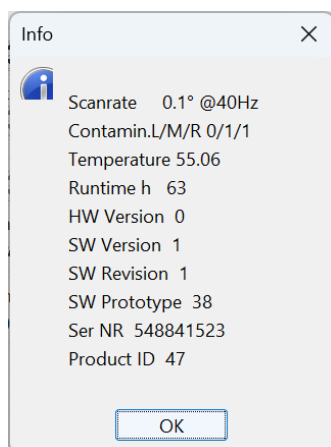 Info
Scanrate 0.1° @40Hz
Contamin.L/M/R 0/1/1
Temperature 55.06
Runtime h 63
HW Version 0
SW Version 1
SW Revision 1
SW Prototype 38
Ser NR 548841523
Product ID 47
OK